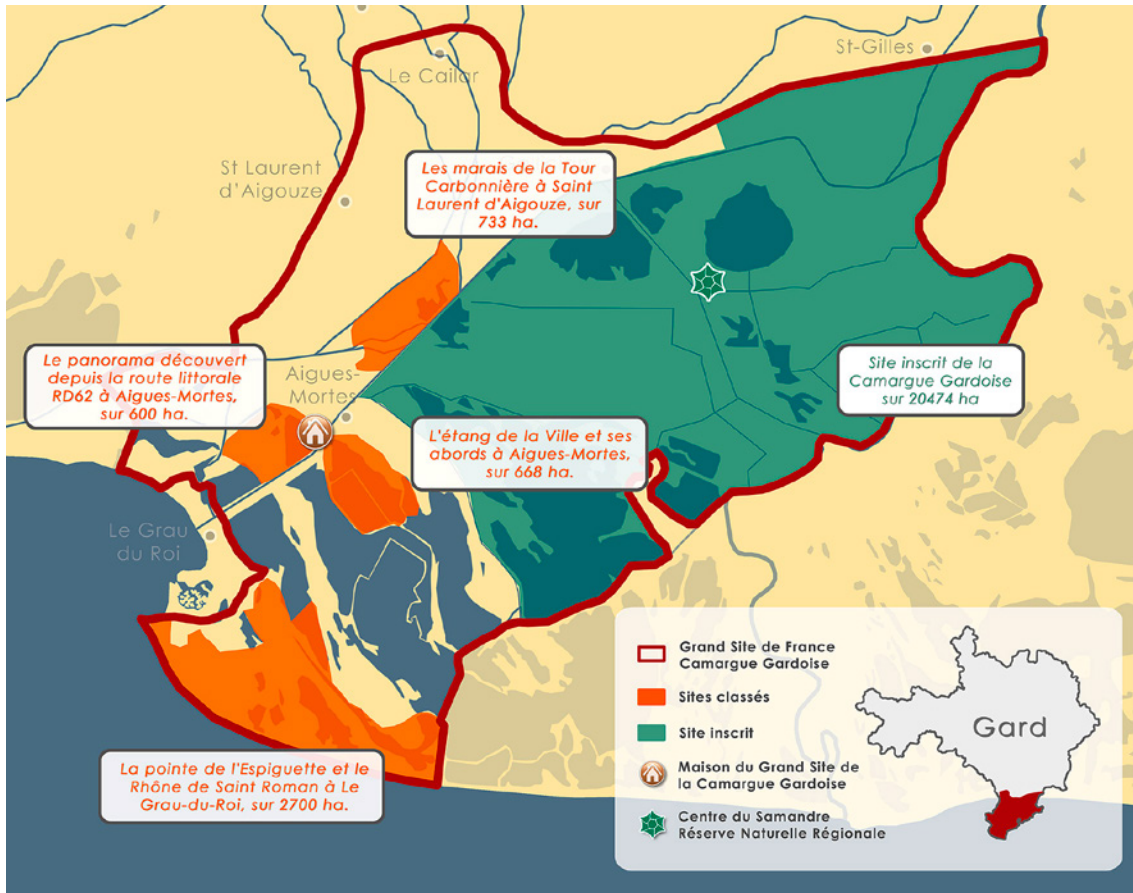 St-Gilles
Le Cailar
St Laurent
d'Aigouze
Les marais de la Tour
Carbonnière à Saint
Laurent d'Aigouze, sur
733 ha.
Le panorama découvert
depuis la route littorale
RD62 à Aigues-Mortes,
sur 600 ha.
Aigues-
Mortes
Site inscrit de la
Camargue Gardoise
sur 20474 ha
L'étang de la Ville et ses
abords à Aigues-Mortes,
sur 668 ha.
Le Grau
du Roi
La pointe de l'Espiguette et le
Rhône de Saint Roman à Le
Grau-du-Roi, sur 2700 ha.
Grand Site de France
Camargue Gardoise
Sites classés
Site inscrit
Maison du Grand Site de
la Camargue Gardoise
Centre du Samandre
Réserve Naturelle Régionale
Gard